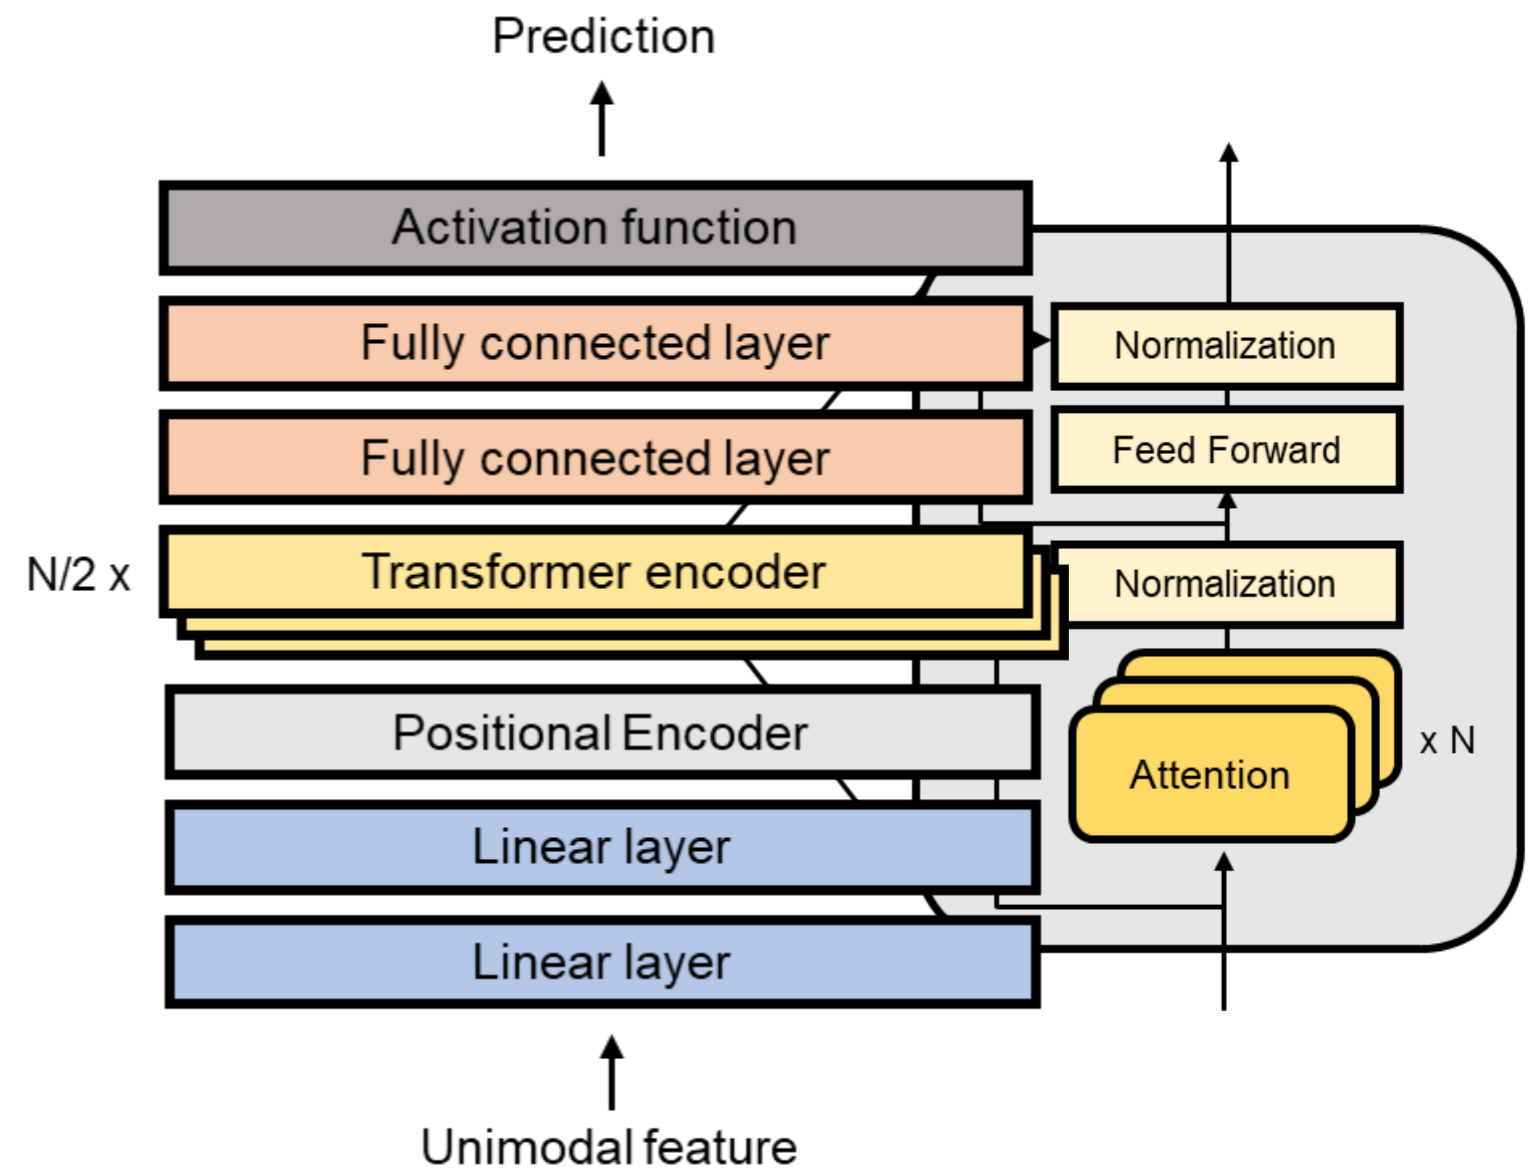 Prediction
Activation function
Fully connected layer
Fully connected layer
N/2 x
Transformer encoder
Positional Encoder
Linear layer
Linear layer
Unimodal feature
Normalization
Feed Forward
Normalization
Attention
x N